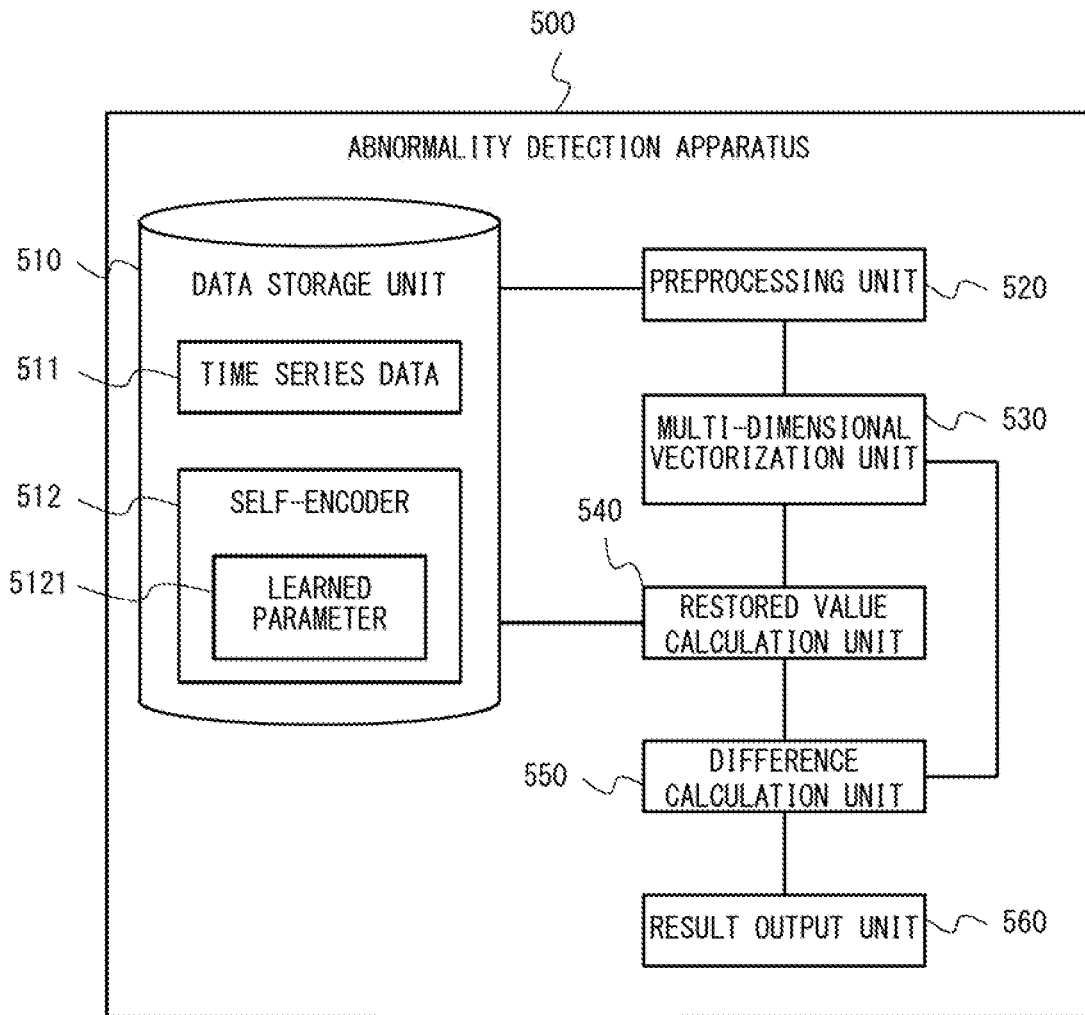 500
ABNORMALITY DETECTION APPARATUS
510
DATA STORAGE UNIT
511
TIME SERIES DATA
512
SELF-ENCODER
5121
LEARNED
PARAMETER
PREPROCESSING UNIT
520
MULTI-DIMENSIONAL
VECTORIZATION UNIT
530
540
RESTORED VALUE
CALCULATION UNIT
550
DIFFERENCE
CALCULATION UNIT
RESULT OUTPUT UNIT
560